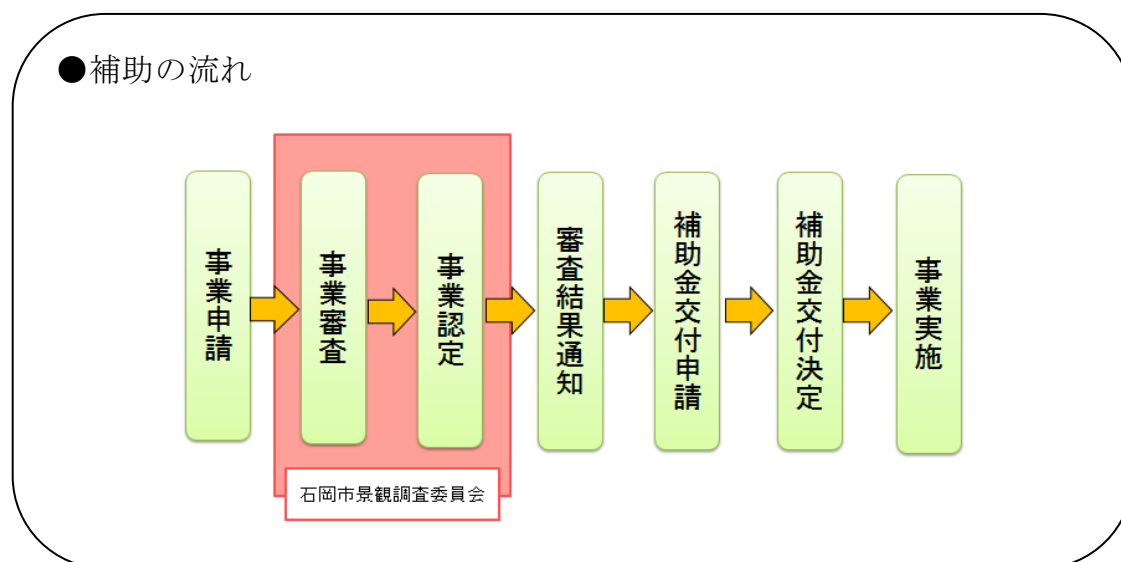 ●補助の流れ
事業申請
事業審査
事業認定
審査結果通知
補助金交付申請
補助金交付決定
事業実施
石岡市景観調査委員会